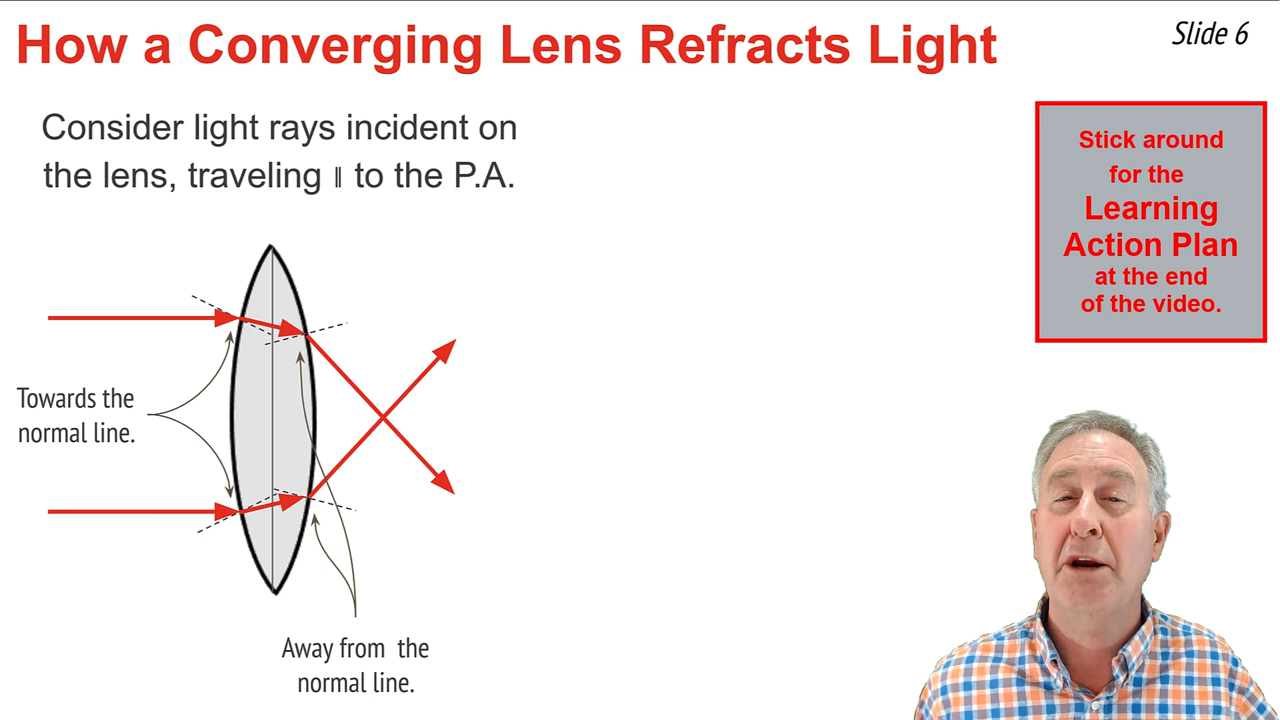 How a Converging Lens Refracts Light
Slide 6
Consider light rays incident on
the lens, traveling ∥ to the P.A.
Stick around
for the
Learning
Action Plan
at the end
of the video.
Towards the
normal line.
Away from the
normal line.